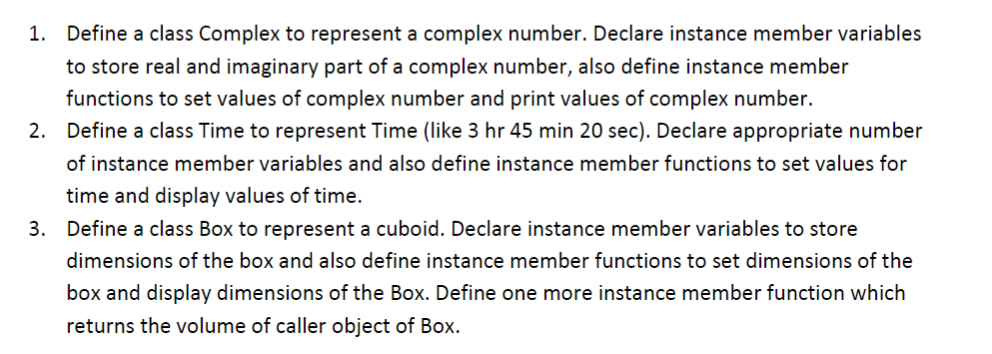 1. Define a class Complex to represent a complex number. Declare instance member variables
to store real and imaginary part of a complex number, also define instance member
functions to set values of complex number and print values of complex number.
2. Define a class Time to represent Time (like 3 hr 45 min 20 sec). Declare appropriate number
of instance member variables and also define instance member functions to set values for
time and display values of time.
3. Define a class Box to represent a cuboid. Declare instance member variables to store
dimensions of the box and also define instance member functions to set dimensions of the
box and display dimensions of the Box. Define one more instance member function which
returns the volume of caller object of Box.